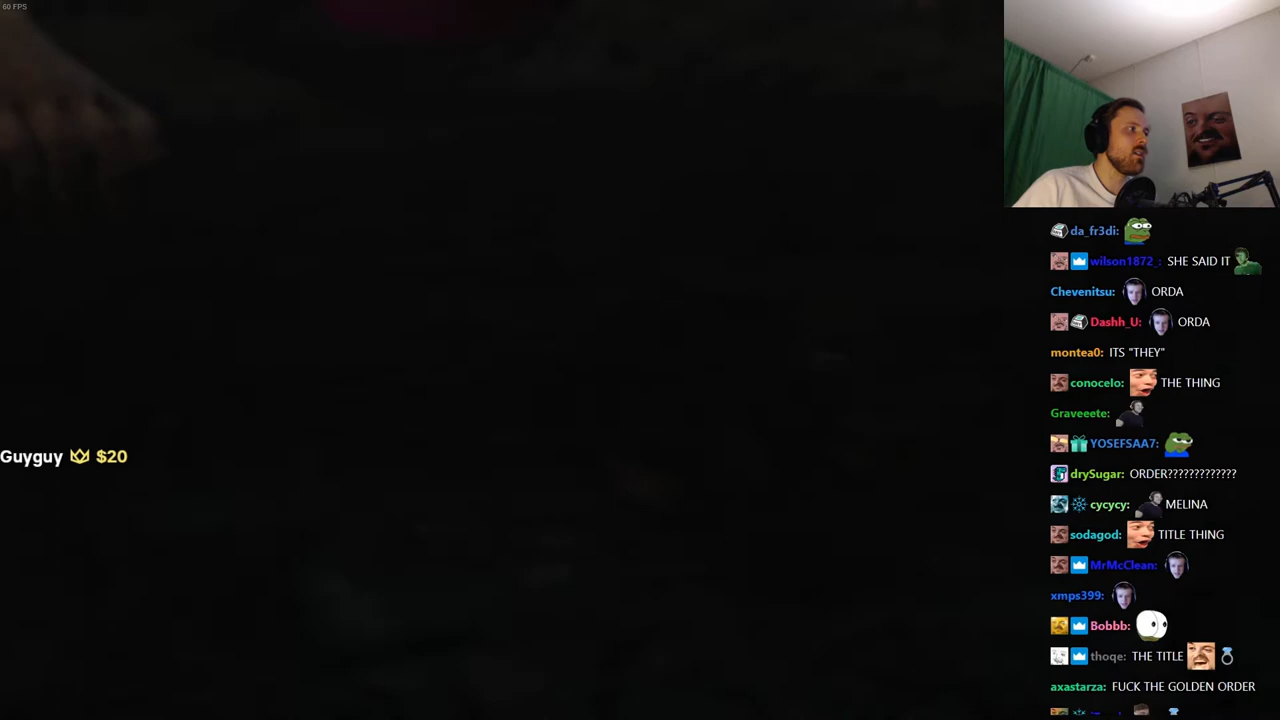 60 FPS
da_fr3di:
wilson1872_: SHE SAID IT
Chevenitsu: ORDA
Dashh_U: ORDA
montea0: ITS "THEY"
conocelo: THE THING
Graveeete:
Guyguy $20
YOSEFSAA7:
drySugar: ORDER?????????????
cycycy: MELINA
sodagod: TITLE THING
MrMcClean:
xmps399:
Bobbb:
thoqe: THE TITLE
axastarza: FUCK THE GOLDEN ORDER